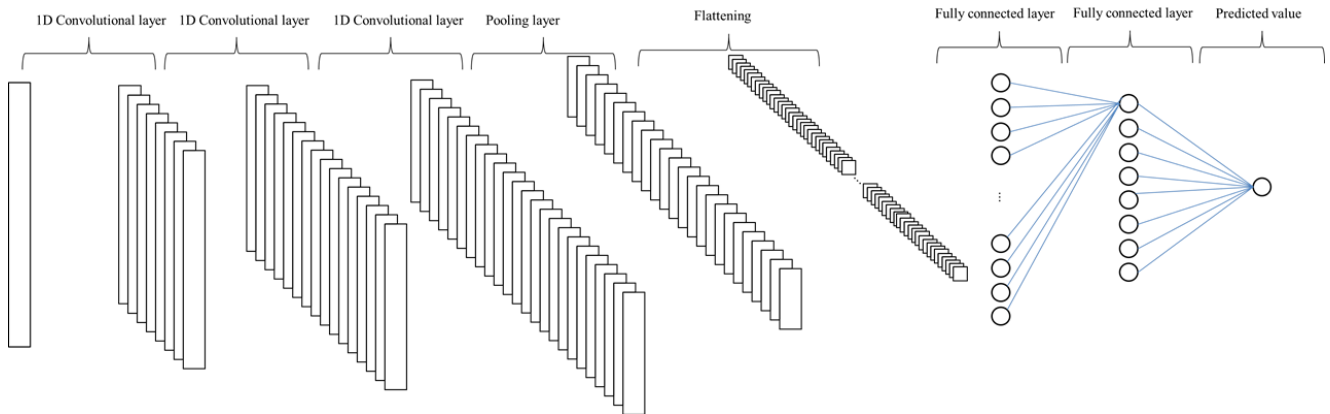 1D Convolutional layer
1D Convolutional layer
1D Convolutional layer
Pooling layer
Flattening
Fully connected layer
Fully connected layer
Predicted value